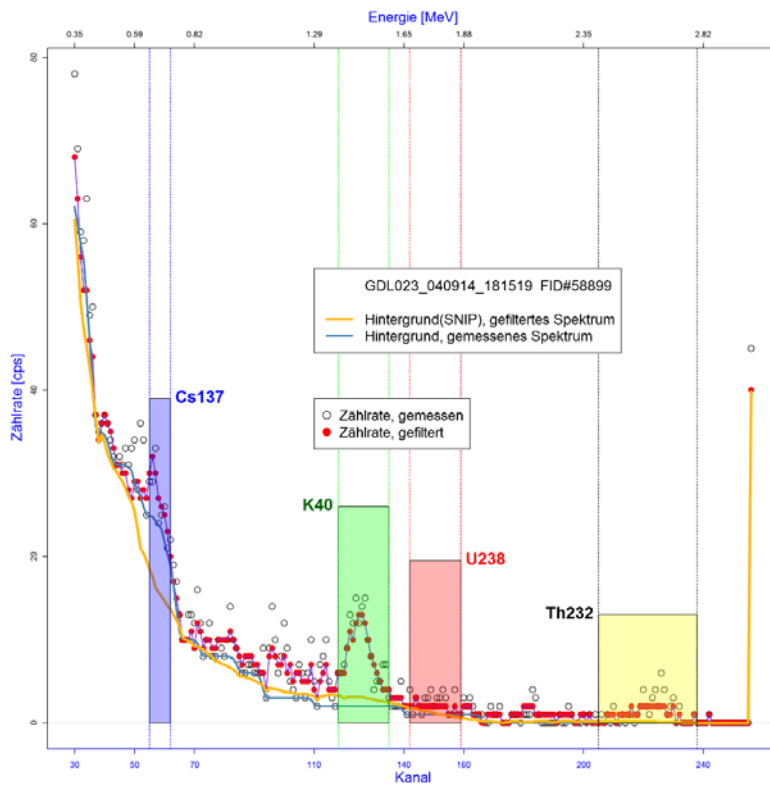 Energie [MeV]
0.35 0.59 0.82 1.29 1.65 1.88 2.35 2.82
80
60
40
20
0
Zählrate [cps]
GDL023_040914_181519 FID#58899
Hintergrund(SNIP), gefiltertes Spektrum
Hintergrund, gemessenes Spektrum
Cs137
Zählrate, gemessen
Zählrate, gefiltert
K40
U238
Th232
30 50 70 110 140 160 200 240
Kanal